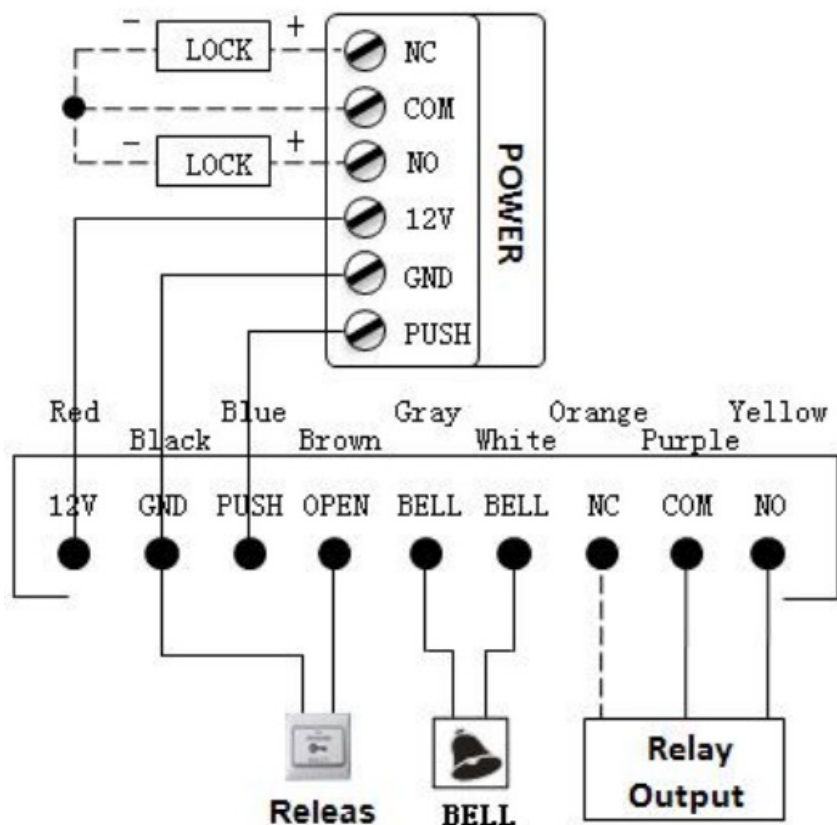 - LOCK + NC
COM
- LOCK + NO
12V
GND
PUSH
POWER
Red Blue Gray Orange Yellow
Black Brown White Purple
12V GND PUSH OPEN BELL BELL NC COM NO
Releas
BELL
Relay
Output